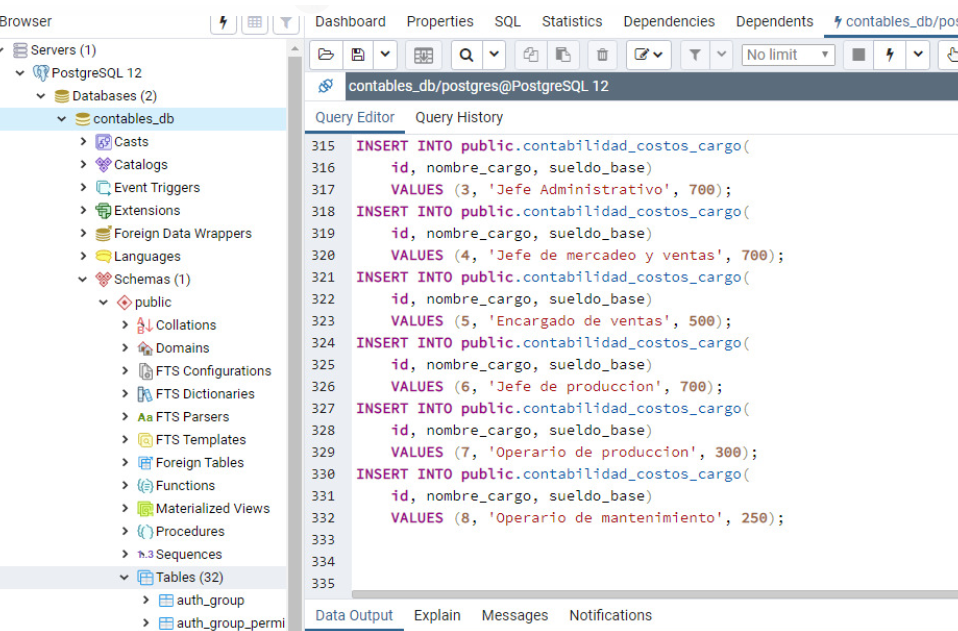 Browser
Dashboard Properties SQL Statistics Dependencies Dependents contables_db/pos
No limit
contables_db/postgres@PostgreSQL 12
Query Editor Query History
Servers (1)
PostgreSQL 12
Databases (2)
contables_db
Casts
Catalogs
Event Triggers
Extensions
Foreign Data Wrappers
Languages
Schemas (1)
public
Collations
Domains
FTS Configurations
FTS Dictionaries
Aa FTS Parsers
FTS Templates
Foreign Tables
Functions
Materialized Views
Procedures
1..3 Sequences
Tables (32)
auth_group
auth_group_permi
315 INSERT INTO public.contabilidad_costos_cargo(
316 id, nombre_cargo, sueldo_base)
317 VALUES (3, 'Jefe Administrativo', 700);
318 INSERT INTO public.contabilidad_costos_cargo(
319 id, nombre_cargo, sueldo_base)
320 VALUES (4, 'Jefe de mercadeo y ventas', 700);
321 INSERT INTO public.contabilidad_costos_cargo(
322 id, nombre_cargo, sueldo_base)
323 VALUES (5, 'Encargado de ventas', 500);
324 INSERT INTO public.contabilidad_costos_cargo(
325 id, nombre_cargo, sueldo_base)
326 VALUES (6, 'Jefe de produccion', 700);
327 INSERT INTO public.contabilidad_costos_cargo(
328 id, nombre_cargo, sueldo_base)
329 VALUES (7, 'Operario de produccion', 300);
330 INSERT INTO public.contabilidad_costos_cargo(
331 id, nombre_cargo, sueldo_base)
332 VALUES (8, 'Operario de mantenimiento', 250);
333
334
335
Data Output Explain Messages Notifications